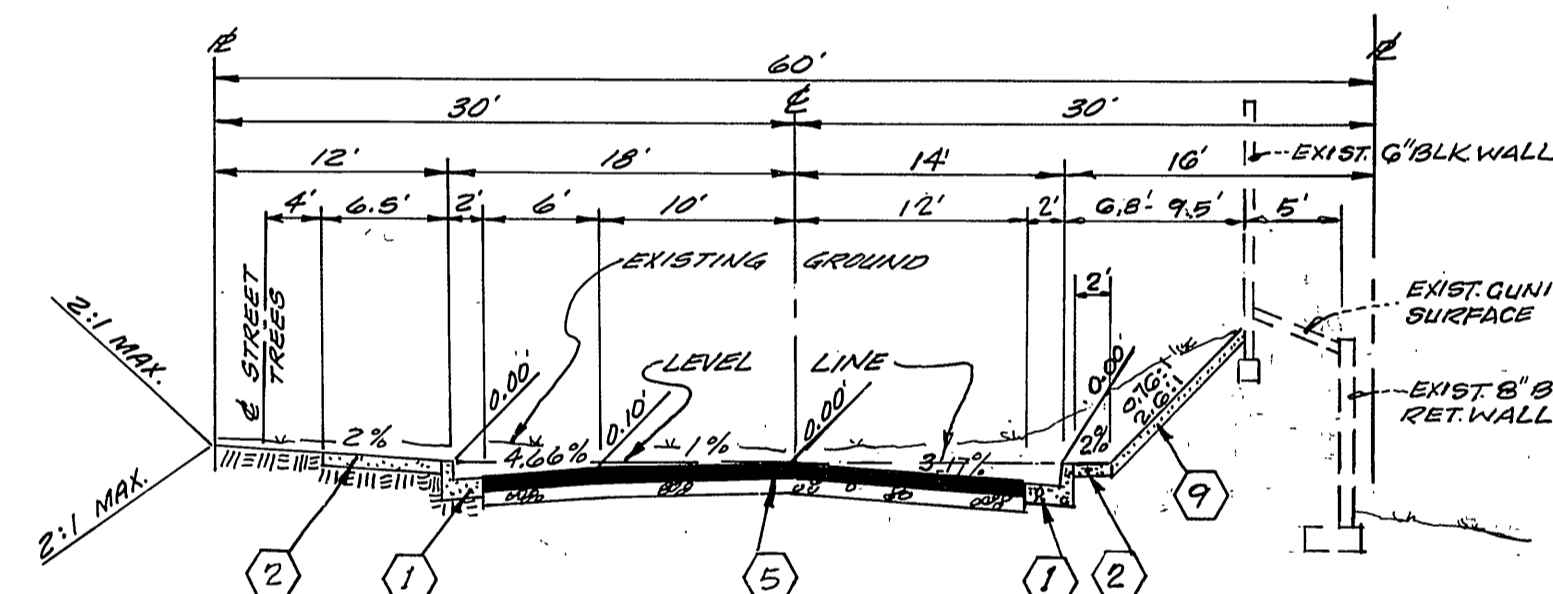 ℄ ℄
60'
30' ℄ 30'
12' 18' 14' 16' EXIST. 6" BLK. WALL
4' 6.5' 2' 6' 10' 12' 2' 6.8' - 9.5' 5'
EXISTING GROUND
2'
EXIST. GUNI
SURFACE
2:1 MAX.
℄ STREET
TREES
LEVEL LINE
0.00' 0.10' 0.00' 0.00'
0.76:1
2.6:1
EXIST. 8" B
RET. WALL
2% 4.66% 1% 3.17% 2%
2:1 MAX.
9
2 1 5 1 2